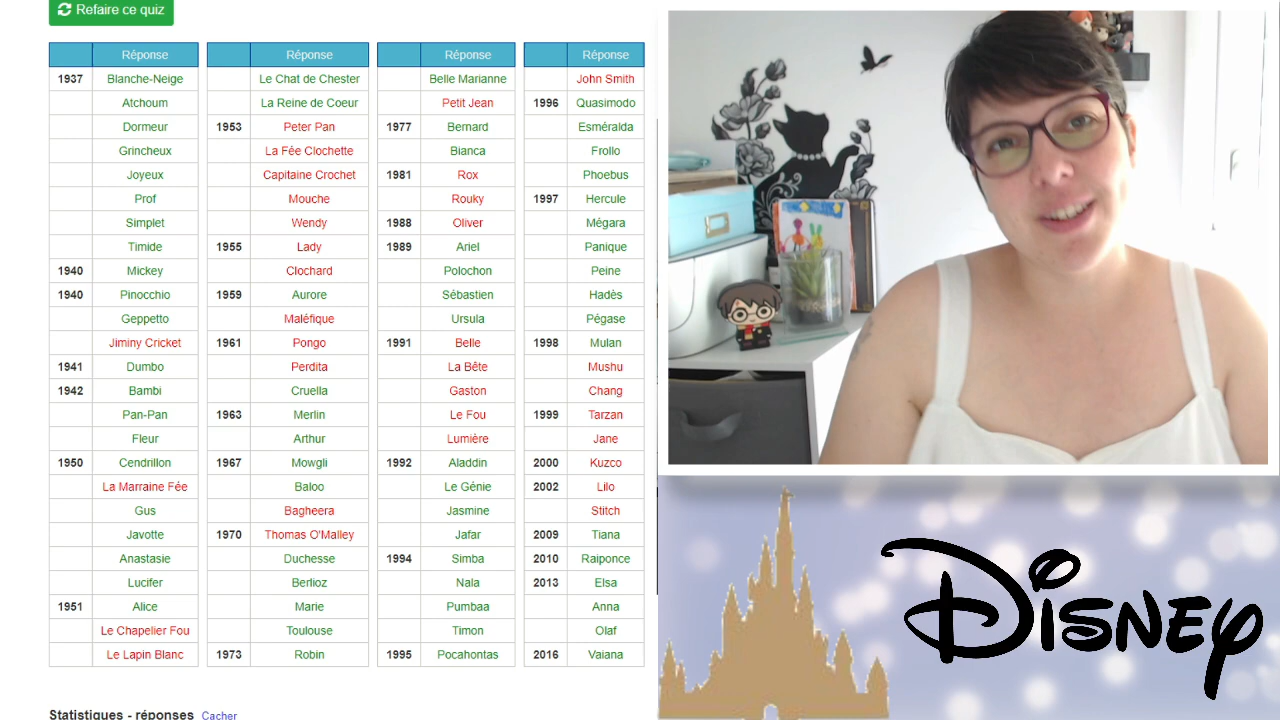 Refaire ce quiz
Réponse
1937 Blanche-Neige
Atchoum
Dormeur
Grincheux
Joyeux
Prof
Simplet
Timide
1940 Mickey
1940 Pinocchio
Geppetto
Jiminy Cricket
1941 Dumbo
1942 Bambi
Pan-Pan
Fleur
1950 Cendrillon
La Marraine Fée
Gus
Javotte
Anastasie
Lucifer
1951 Alice
Le Chapelier Fou
Le Lapin Blanc
Réponse
Le Chat de Chester
La Reine de Coeur
1953 Peter Pan
La Fée Clochette
Capitaine Crochet
Mouche
Wendy
1955 Lady
Clochard
1959 Aurore
Maléfique
1961 Pongo
Perdita
Cruella
1963 Merlin
Arthur
1967 Mowgli
Baloo
Bagheera
1970 Thomas O'Malley
Duchesse
Berlioz
Marie
Toulouse
1973 Robin
Réponse
Belle Marianne
Petit Jean
1977 Bernard
Bianca
1981 Rox
Rouky
1988 Oliver
1989 Ariel
Polochon
Sébastien
Ursula
1991 Belle
La Bête
Gaston
Le Fou
Lumière
1992 Aladdin
Le Génie
Jasmine
Jafar
1994 Simba
Nala
Pumbaa
Timon
1995 Pocahontas
Réponse
John Smith
1996 Quasimodo
Esméralda
Frollo
Phoebus
1997 Hercule
Mégara
Panique
Peine
Hadès
Pégase
1998 Mulan
Mushu
Chang
1999 Tarzan
Jane
2000 Kuzco
2002 Lilo
Stitch
2009 Tiana
2010 Raiponce
2013 Elsa
Anna
Olaf
2016 Vaiana
Statistiques - réponses Cacher
Disney